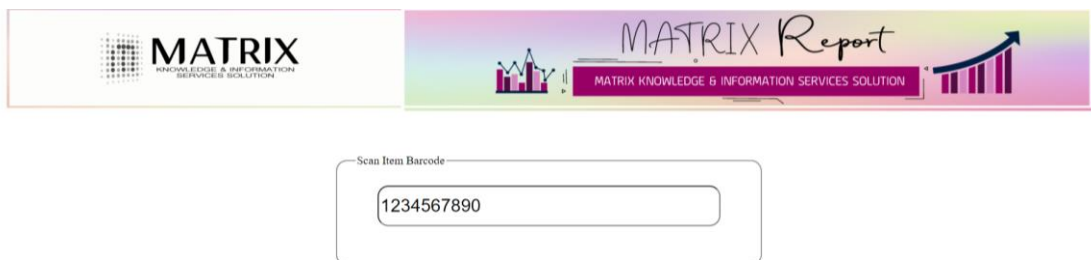 MATRIX
KNOWLEDGE & INFORMATION
SERVICES SOLUTION
MATRIX Report
MATRIX KNOWLEDGE & INFORMATION SERVICES SOLUTION
Scan Item Barcode
1234567890